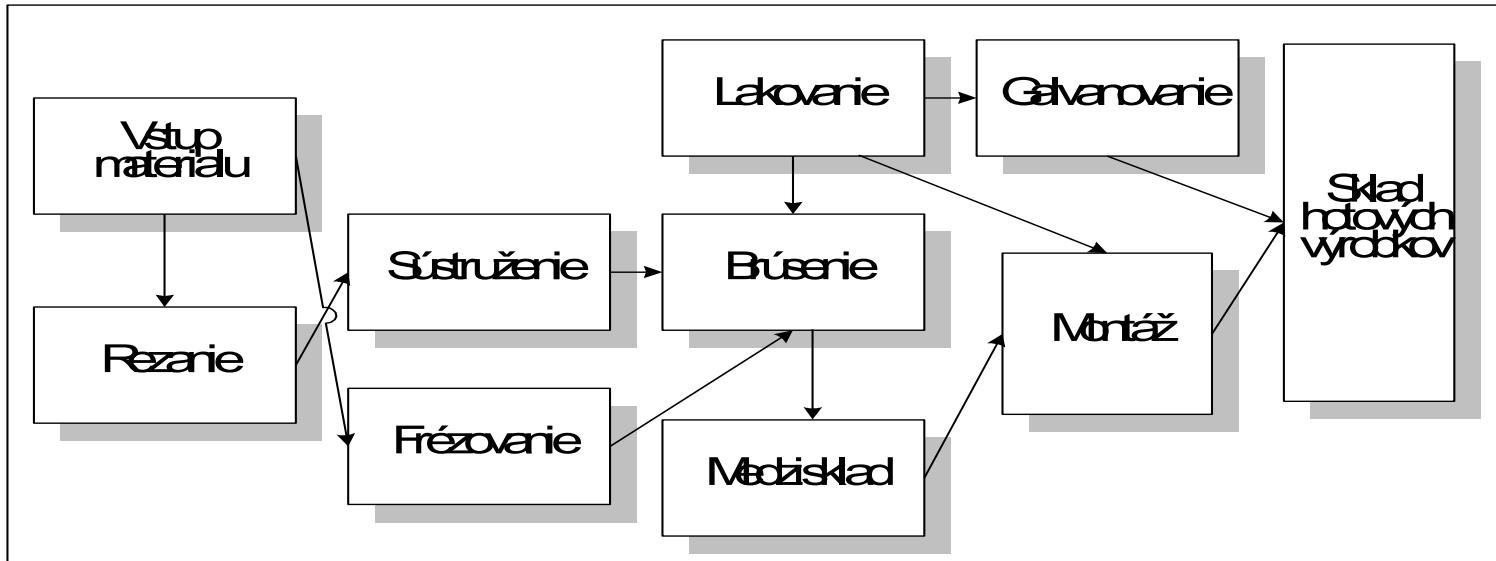 Vstup
materialu
Rezanie
Sústruženie
Frézovanie
Lakovanie
Brúsenie
Medzisklad
Galvanovanie
Montáž
Sklad
hotových
výrobkov